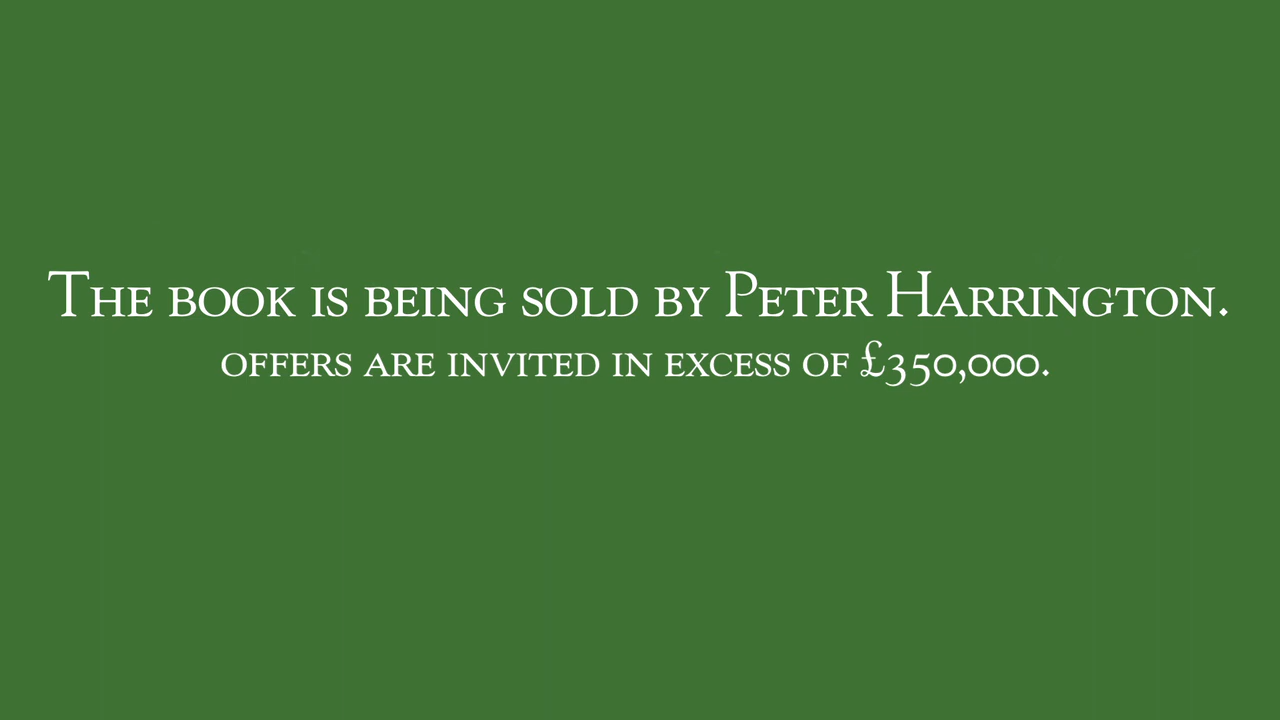 The book is being sold by Peter Harrington.
offers are invited in excess of £350,000.